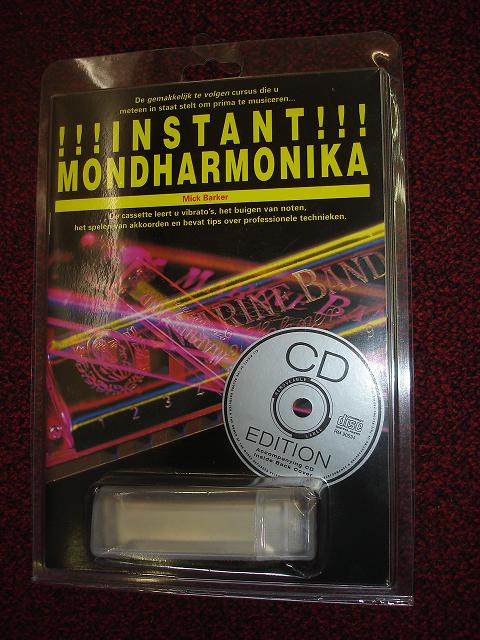 De gemakkelijk te volgen cursus die u
meteen in staat stelt om prima te musiceren...
!!!INSTANT!!!
MONDHARMONIKA
Mick Barker
De cassette leert u vibrato's, het buigen van noten,
het spelen van akkoorden en bevat tips over professionele technieken.
MARINE BAND
CD
EDITION
Accompanying CD
Inside Back Cover